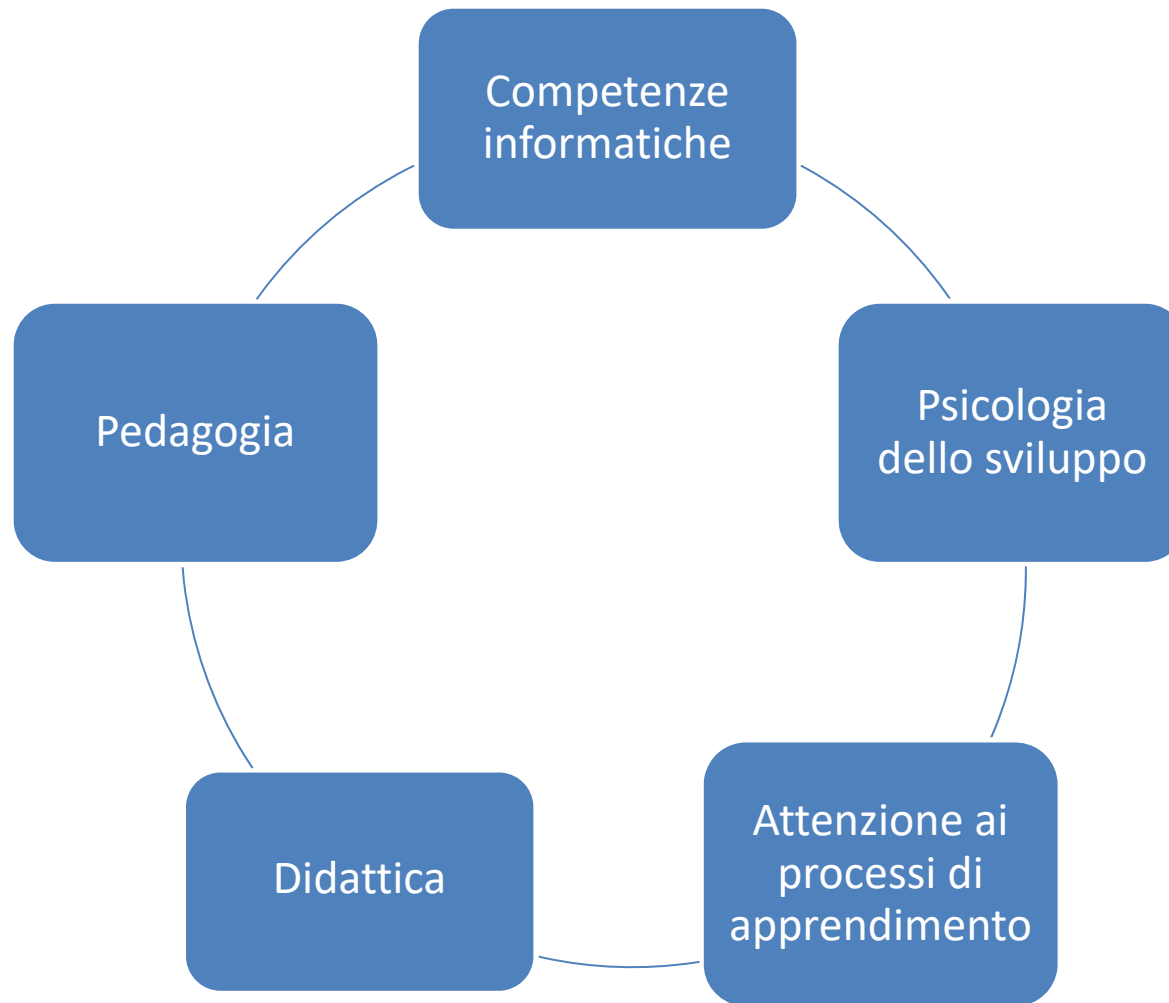 Competenze
informatiche
Pedagogia
Psicologia
dello sviluppo
Didattica
Attenzione ai
processi di
apprendimento